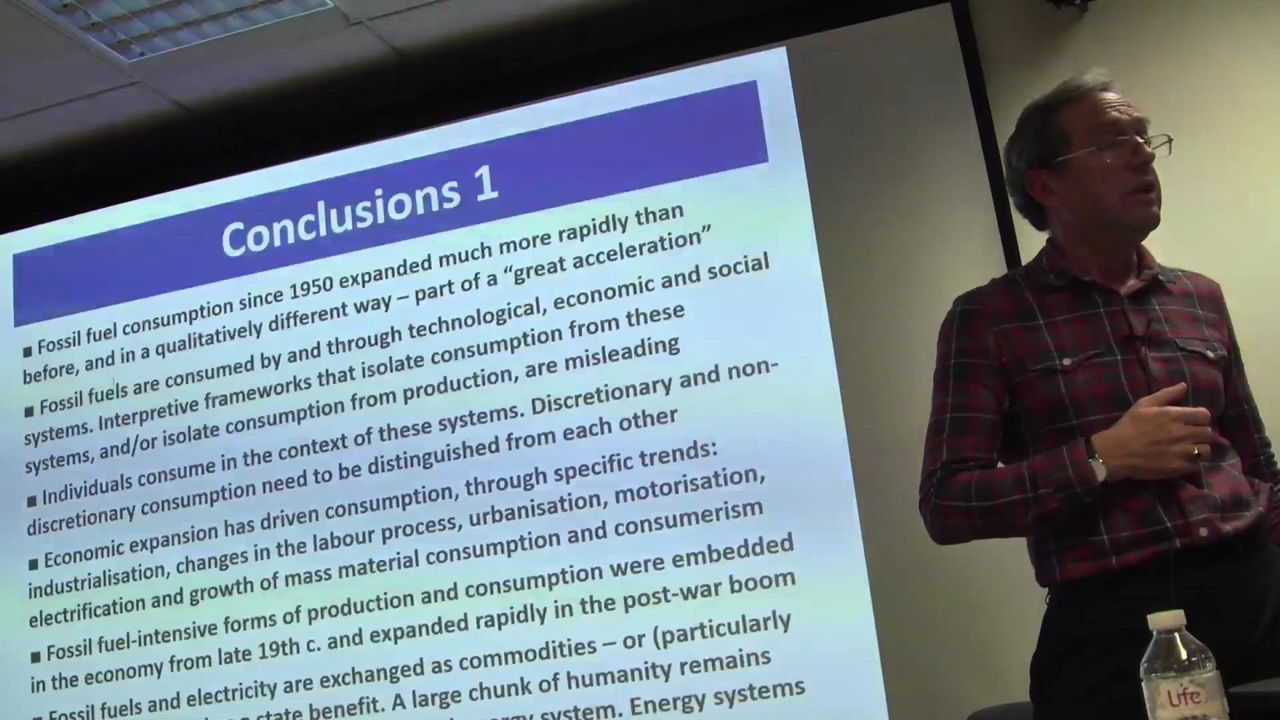 Conclusions 1
■ Fossil fuel consumption since 1950 expanded much more rapidly than
before, and in a qualitatively different way – part of a “great acceleration”
■ Fossil fuels are consumed by and through technological, economic and social
systems. Interpretive frameworks that isolate consumption from these
systems, and/or isolate consumption from production, are misleading
■ Individuals consume in the context of these systems. Discretionary and non-
discretionary consumption need to be distinguished from each other
■ Economic expansion has driven consumption, through specific trends:
industrialisation, changes in the labour process, urbanisation, motorisation,
electrification and growth of mass material consumption and consumerism
■ Fossil fuel-intensive forms of production and consumption were embedded
in the economy from late 19th c. and expanded rapidly in the post-war boom
■ Fossil fuels and electricity are exchanged as commodities – or (particularly
state benefit. A large chunk of humanity remains
system. Energy systems
Life